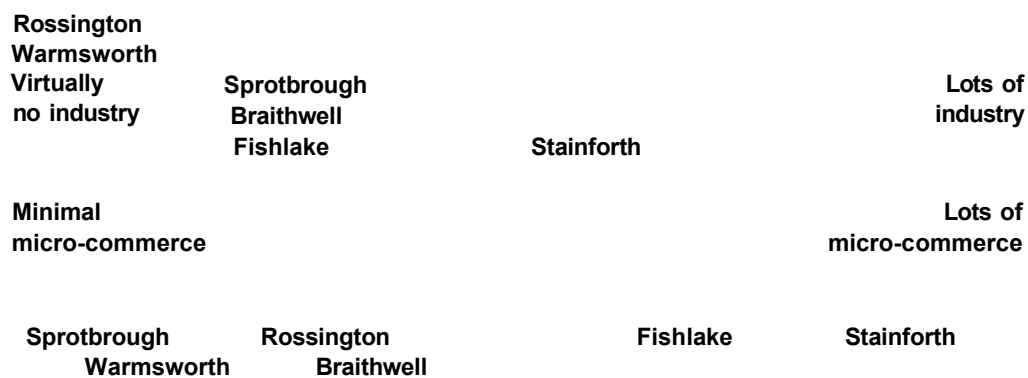 Rossington
Warmsworth
Virtually Sprotbrough Lots of
no industry Braithwell industry
Fishlake Stainforth
Minimal Lots of
micro-commerce micro-commerce
Sprotbrough Rossington Fishlake Stainforth
Warmsworth Braithwell